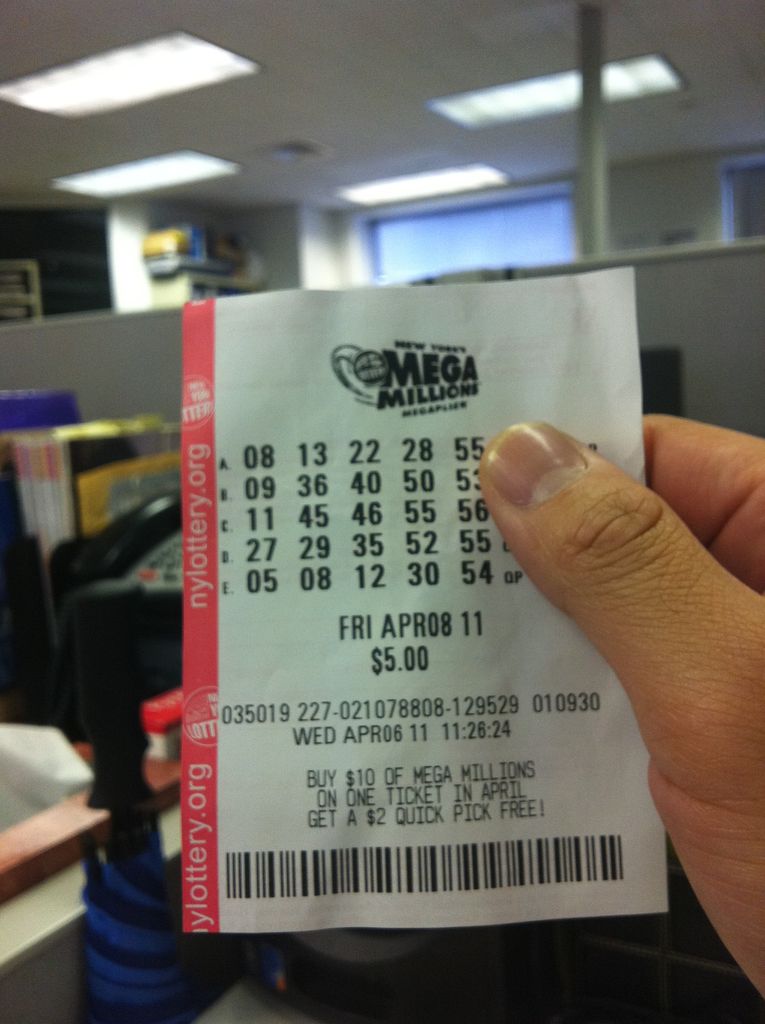 NEW YORK'S
MEGA
MILLIONS
MEGAPLIER
A. 08 13 22 28 55
B. 09 36 40 50 53
C. 11 45 46 55 56
D. 27 29 35 52 55
E. 05 08 12 30 54 QP
FRI APR08 11
$5.00
035019 227-021078808-129529 010930
WED APR06 11 11:26:24
BUY $10 OF MEGA MILLIONS
ON ONE TICKET IN APRIL
GET A $2 QUICK PICK FREE!
nylottery.org
nylottery.org